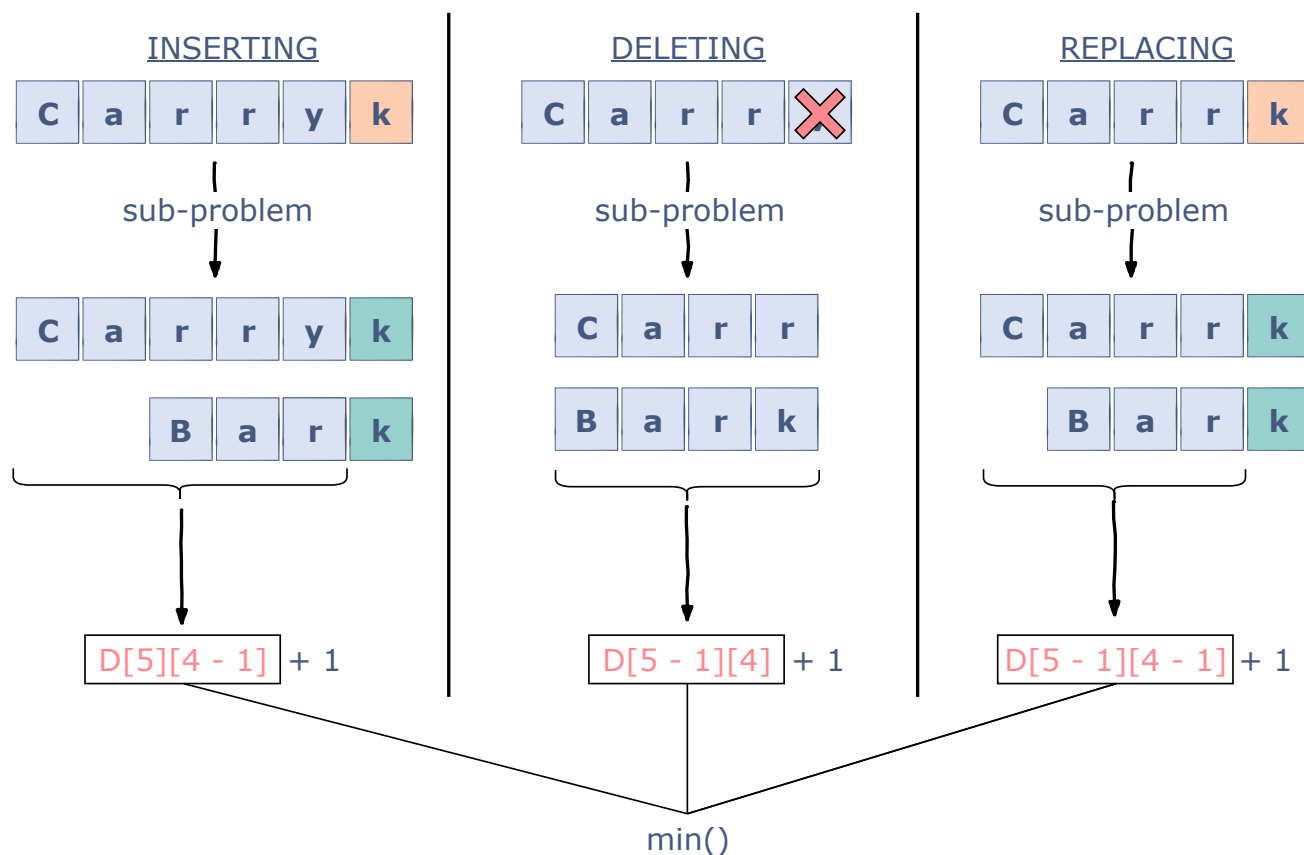 INSERTING
C a r r y k
sub-problem
C a r r y k
B a r k
D[5][4 - 1] + 1
DELETING
C a r r
sub-problem
C a r r
B a r k
D[5 - 1][4] + 1
REPLACING
C a r r k
sub-problem
C a r r k
B a r k
D[5 - 1][4 - 1] + 1
min()